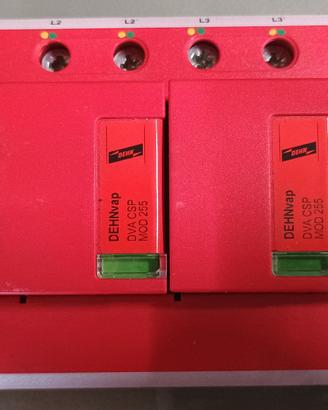 L2 L2' L3 L3'
DEHN
DEHNvap
DVA CSP
MOD 255
DEHN
DEHNvap
DVA CSP
MOD 255